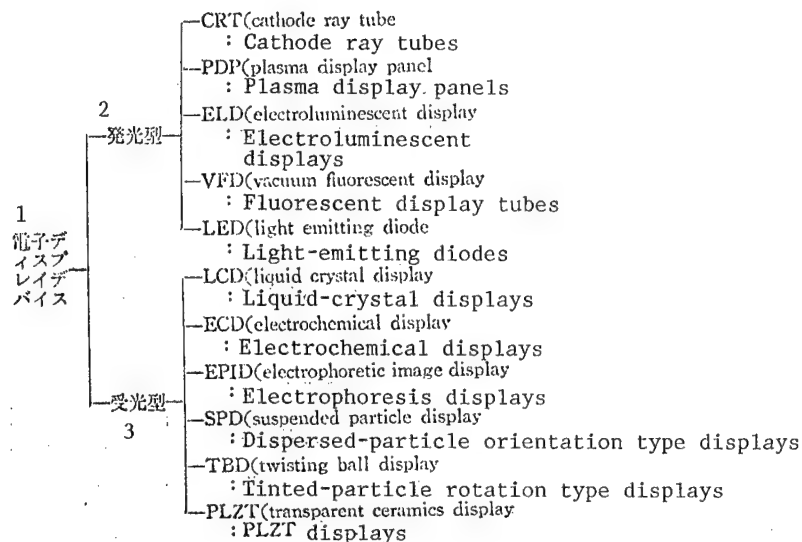 CRT(cathode ray tube
: Cathode ray tubes
PDP(plasma display panel
: Plasma display panels
2
発光型
ELD(electroluminescent display
: Electroluminescent
displays
VFD(vacuum fluorescent display
: Fluorescent display tubes
LED(light emitting diode
: Light-emitting diodes
1
電子デ
ィスプ
レイデ
バイス
LCD(liquid crystal display
: Liquid-crystal displays
ECD(electrochemical display
: Electrochemical displays
EPID(electrophoretic image display
: Electrophoresis displays
受光型
3
SPD(suspended particle display
: Dispersed-particle orientation type displays
TBD(twisting ball display
: Tinted-particle rotation type displays
PLZT(transparent ceramics display
: PLZT displays